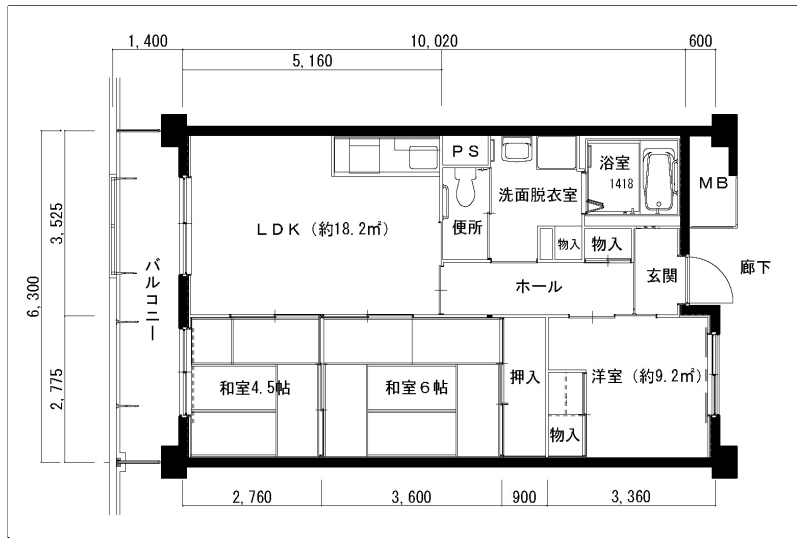 1,400
10,020
600
5,160
PS
浴室
1418
MB
洗面脱衣室
便所
LDK (約18.2㎡)
物入
物入
玄関
廊下
ホール
バルコニー
3,525
6,300
2,775
和室4.5帖
和室6帖
押入
洋室 (約9.2㎡)
物入
2,760
3,600
900
3,360